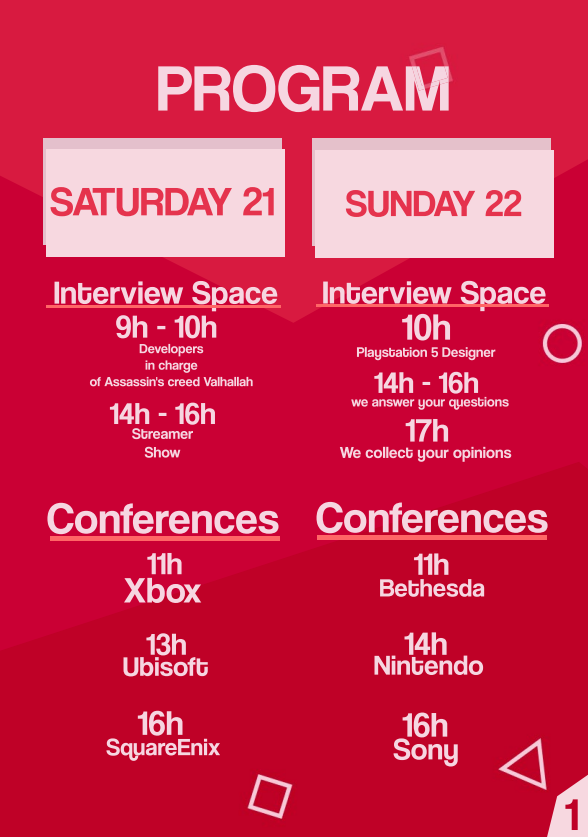 PROGRAM
SATURDAY 21
Interview Space
9h - 10h
Developers
in charge
of Assassin's creed Valhallah
14h - 16h
Streamer
Show
Conferences
11h
Xbox
13h
Ubisoft
16h
SquareEnix
SUNDAY 22
Interview Space
10h
Playstation 5 Designer
14h - 16h
we answer your questions
17h
We collect your opinions
Conferences
11h
Bethesda
14h
Nintendo
16h
Sony
1